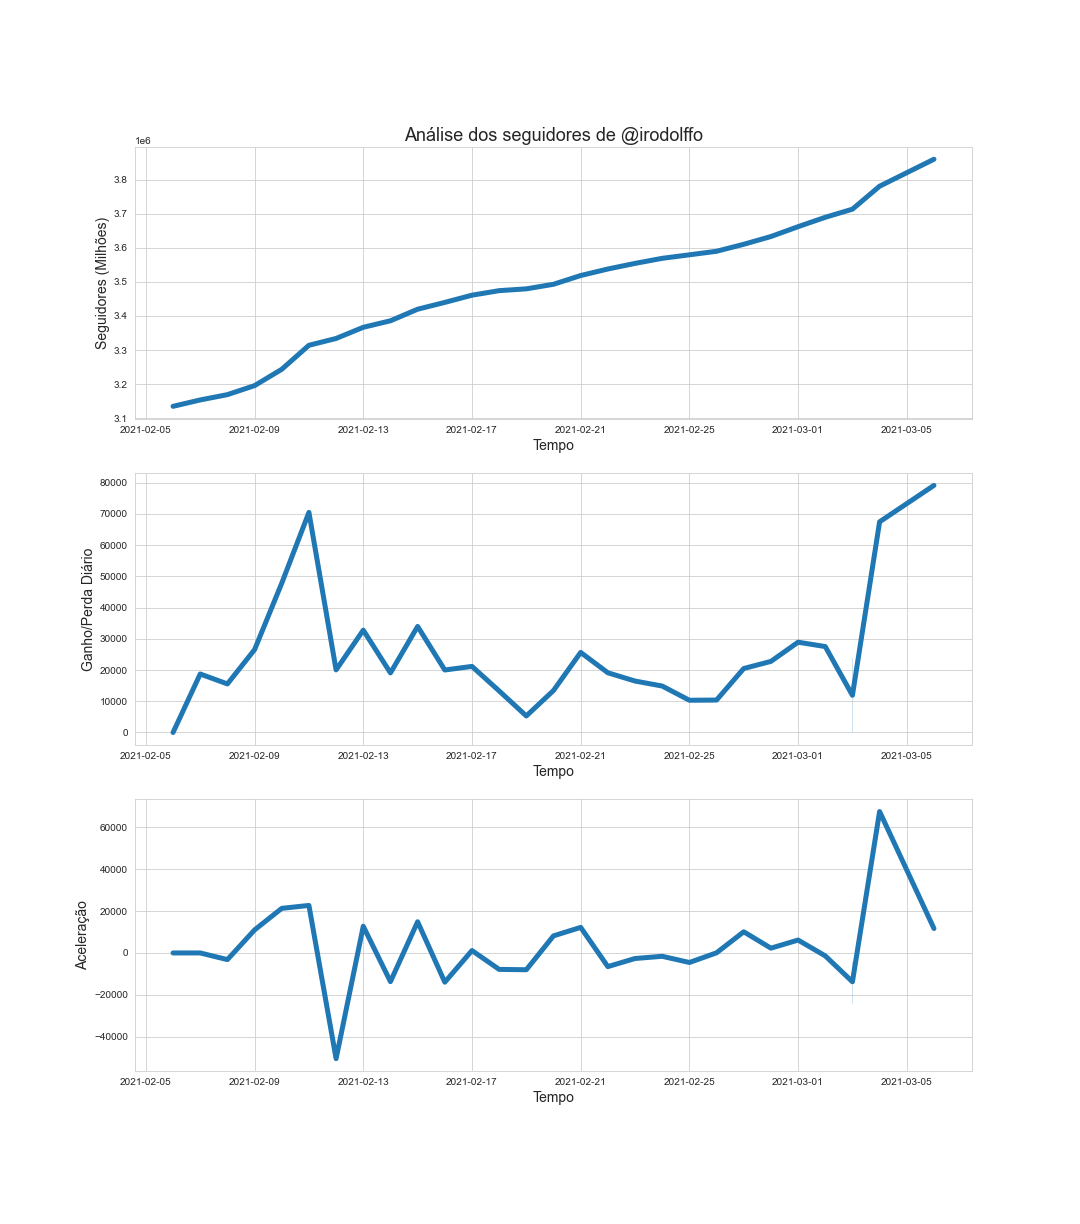 Análise dos seguidores de @irodolffo
1e6
Seguidores (Milhões)
3.8
3.7
3.6
3.5
3.4
3.3
3.2
3.1
2021-02-05 2021-02-09 2021-02-13 2021-02-17 2021-02-21 2021-02-25 2021-03-01 2021-03-05
Tempo
Ganho/Perda Diário
80000
70000
60000
50000
40000
30000
20000
10000
0
2021-02-05 2021-02-09 2021-02-13 2021-02-17 2021-02-21 2021-02-25 2021-03-01 2021-03-05
Tempo
Aceleração
60000
40000
20000
0
−20000
−40000
2021-02-05 2021-02-09 2021-02-13 2021-02-17 2021-02-21 2021-02-25 2021-03-01 2021-03-05
Tempo